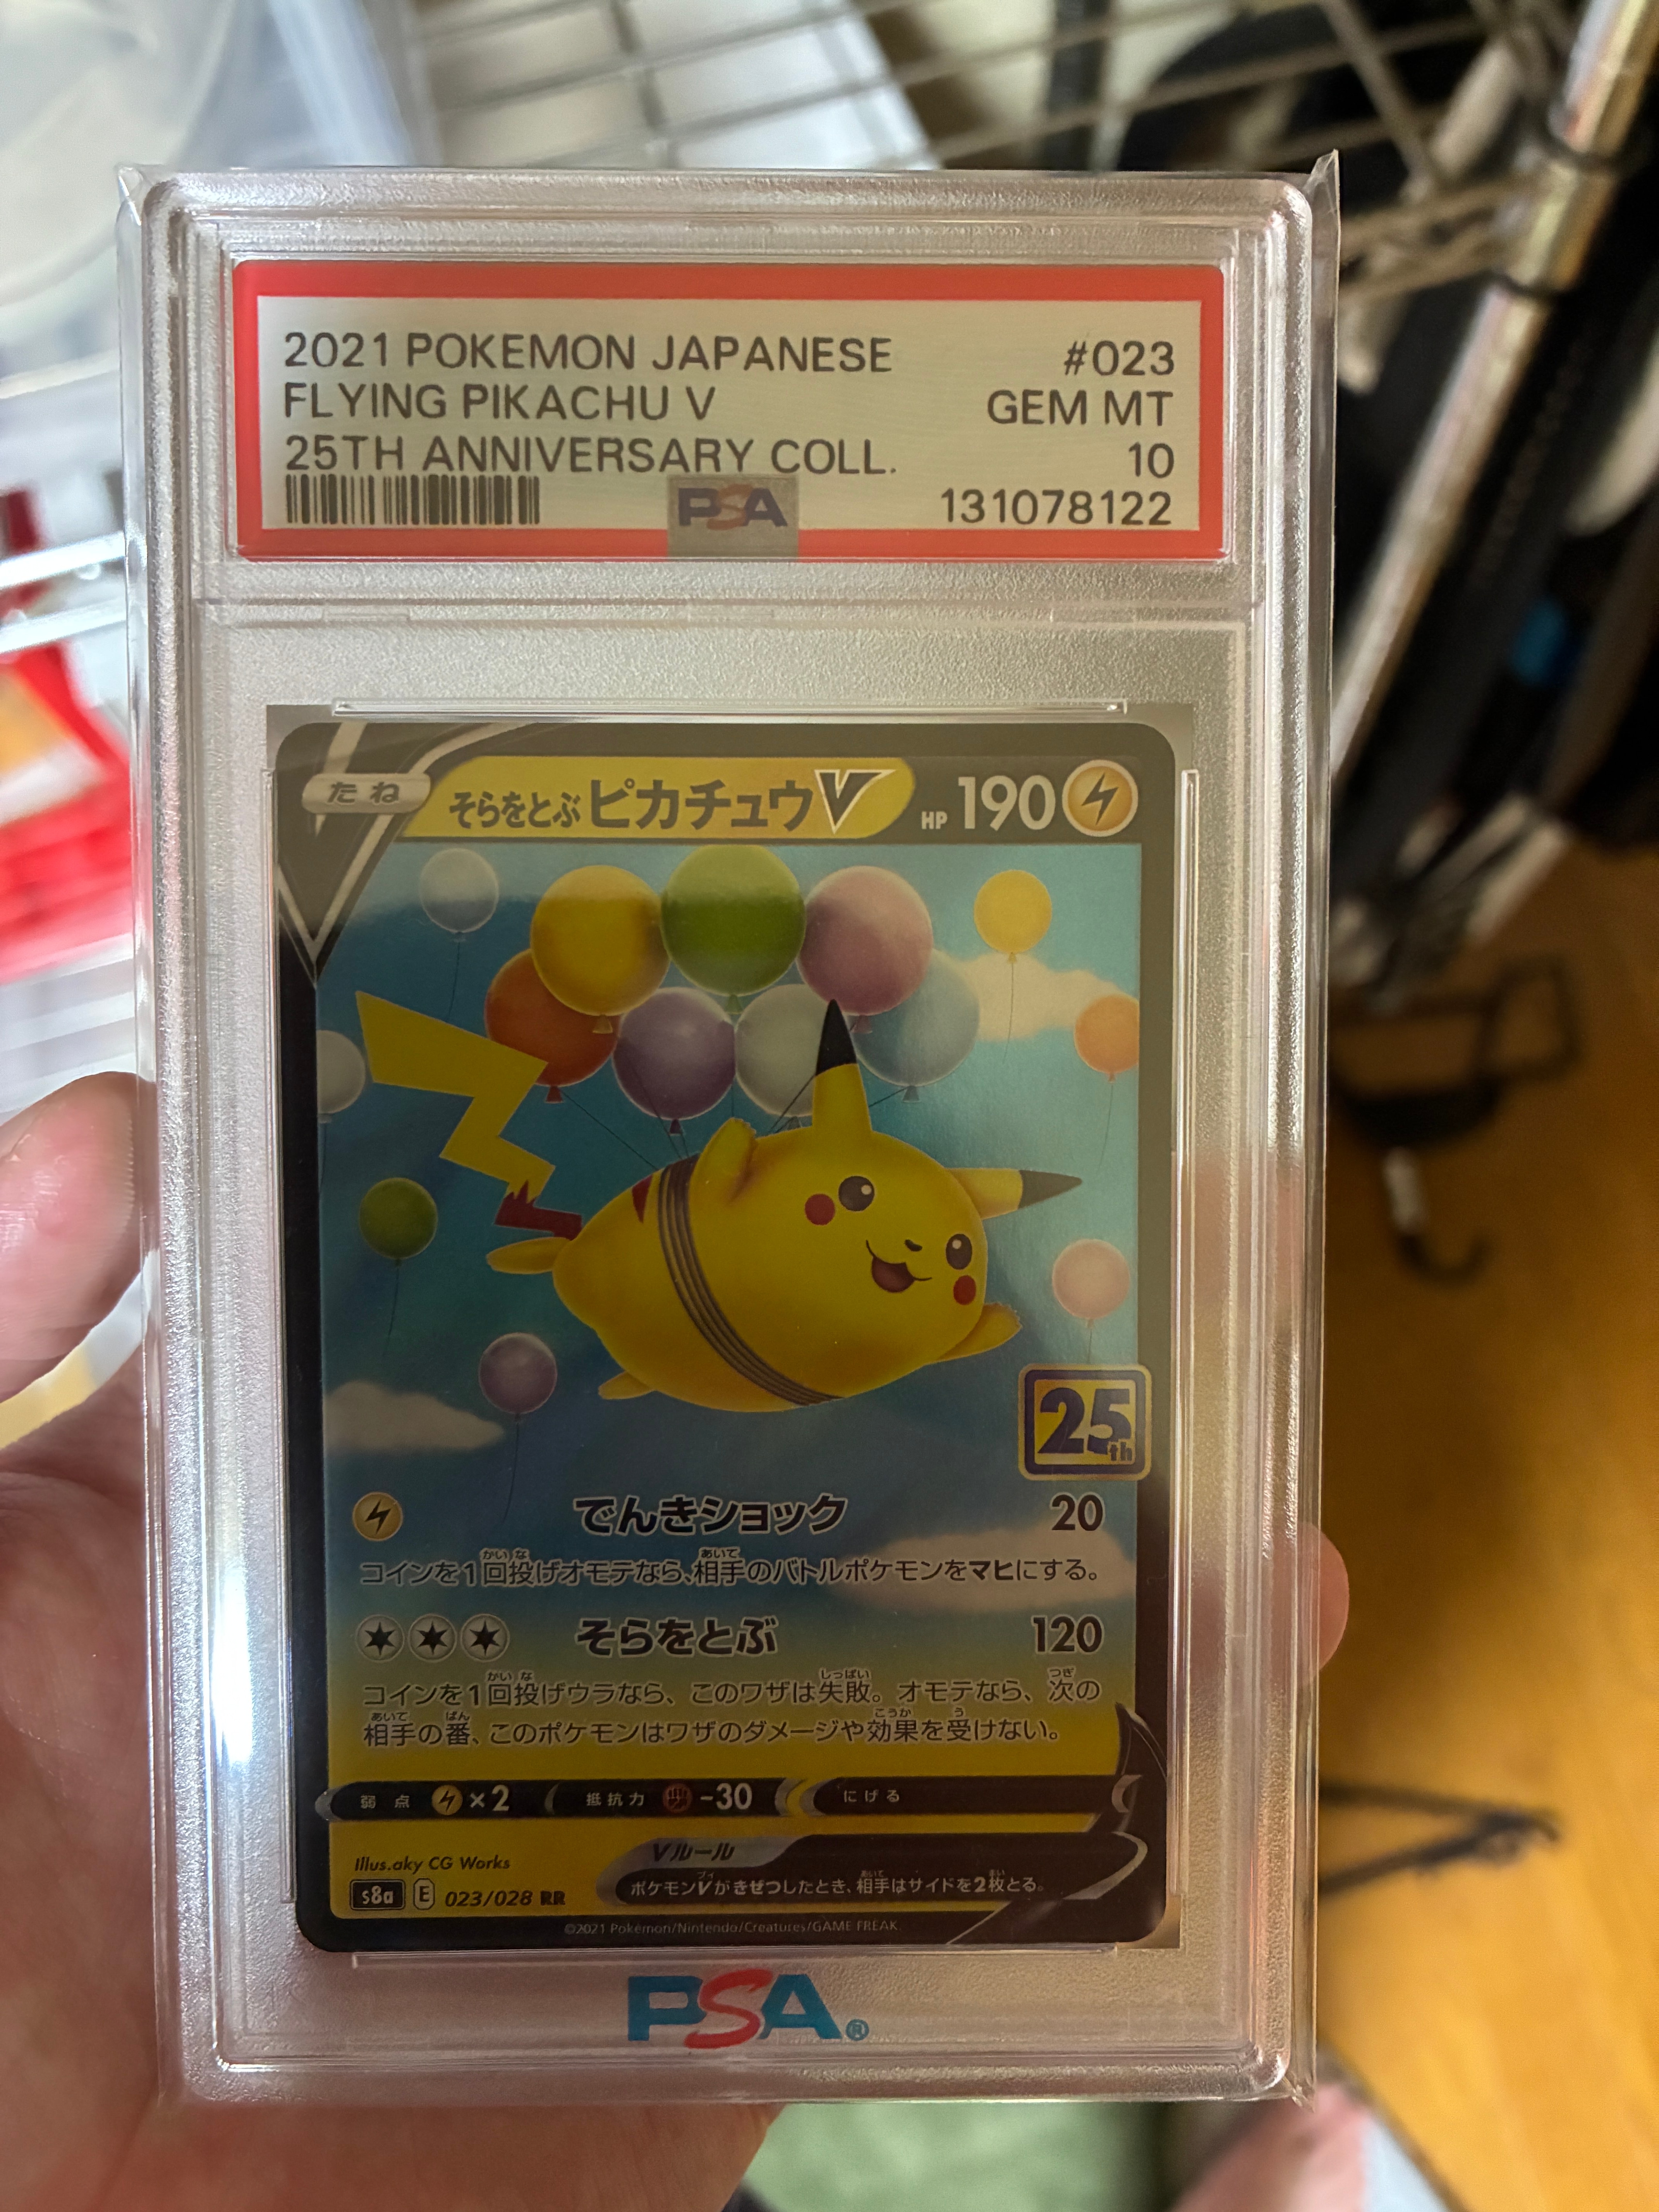 2021 POKEMON JAPANESE #023
FLYING PIKACHU V GEM MT
25TH ANNIVERSARY COLL. 10
PSA 131078122
たね そらをとぶピカチュウV HP 190
25th
でんきショック 20
コインを1回投げオモテなら、相手のバトルポケモンをマヒにする。
そらをとぶ 120
コインを1回投げウラなら、このワザは失敗。オモテなら、次の
相手の番、このポケモンはワザのダメージや効果を受けない。
弱点 ×2 抵抗力 -30 にげる
Vルール
Illus.aky CG Works
ポケモンVがきぜつしたとき、相手はサイドを2枚とる。
s8a E 023/028 RR
©2021 Pokémon/Nintendo/Creatures/GAME FREAK
PSA®